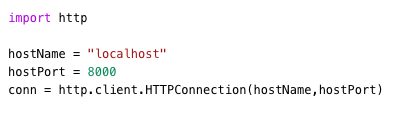 import http
hostName = "localhost"
hostPort = 8000
conn = http.client.HTTPConnection(hostName,hostPort)